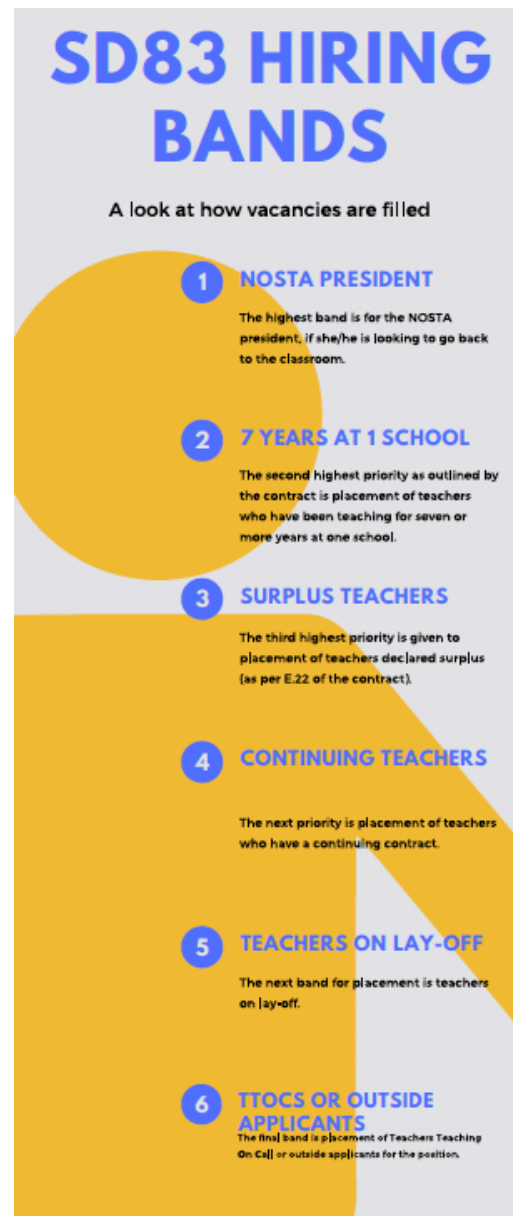 SD83 HIRING
BANDS
A look at how vacancies are filled
1 NOSTA PRESIDENT
The highest band is for the NOSTA
president, if she/he is looking to go back
to the classroom.
2 7 YEARS AT 1 SCHOOL
The second highest priority as outlined by
the contract is placement of teachers
who have been teaching for seven or
more years at one school.
3 SURPLUS TEACHERS
The third highest priority is given to
placement of teachers declared surplus
(as per E.22 of the contract).
4 CONTINUING TEACHERS
The next priority is placement of teachers
who have a continuing contract.
5 TEACHERS ON LAY-OFF
The next band for placement is teachers
on lay-off.
6 TTOCS OR OUTSIDE
APPLICANTS
The final band is placement of Teachers Teaching
On Call or outside applicants for the position.